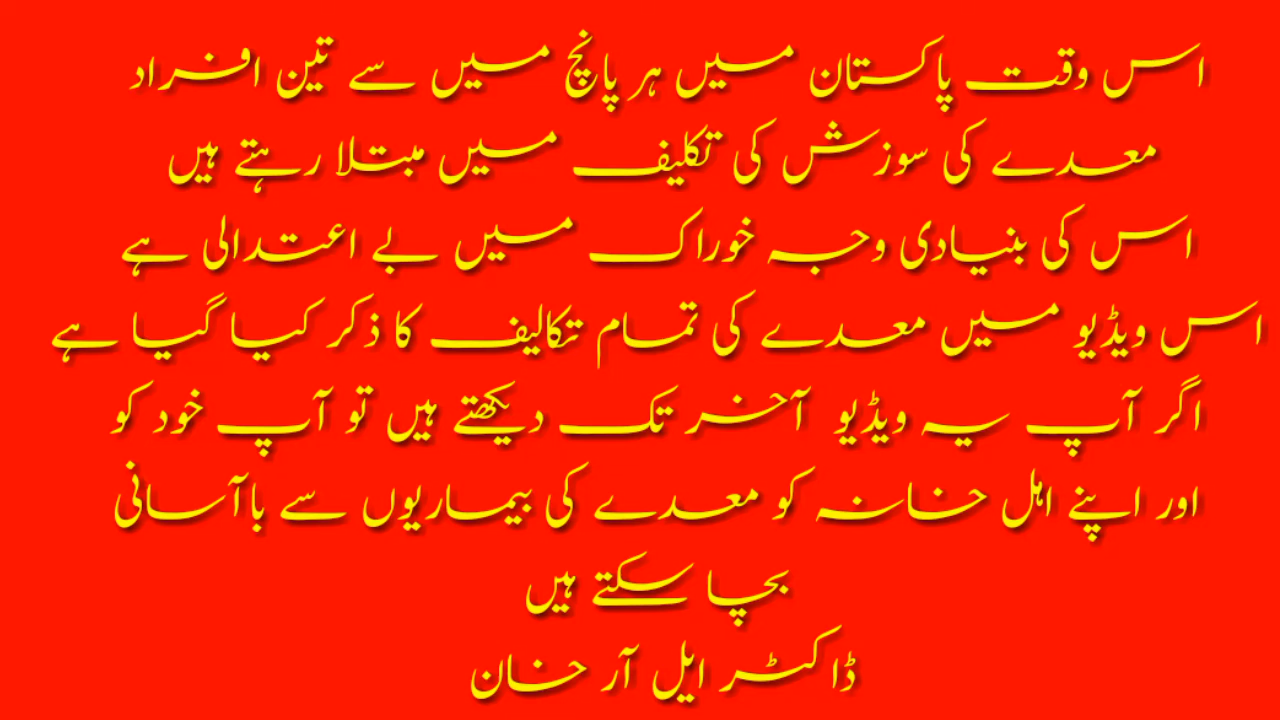 اس وقت پاکستان میں ہر پانچ میں سے تین افراد
معدے کی سوزش کی تکلیف میں مبتلا رہتے ہیں
اس کی بنیادی وجہ خوراک میں بے اعتدالی ہے
اس ویڈیو میں معدے کی تمام تکالیف کا ذکر کیا گیا ہے
اگر آپ یہ ویڈیو آخر تک دیکھتے ہیں تو آپ خود کو
اور اپنے اہل خانہ کو معدے کی بیماریوں سے باآسانی
بچا سکتے ہیں
ڈاکٹر ایل آر خان